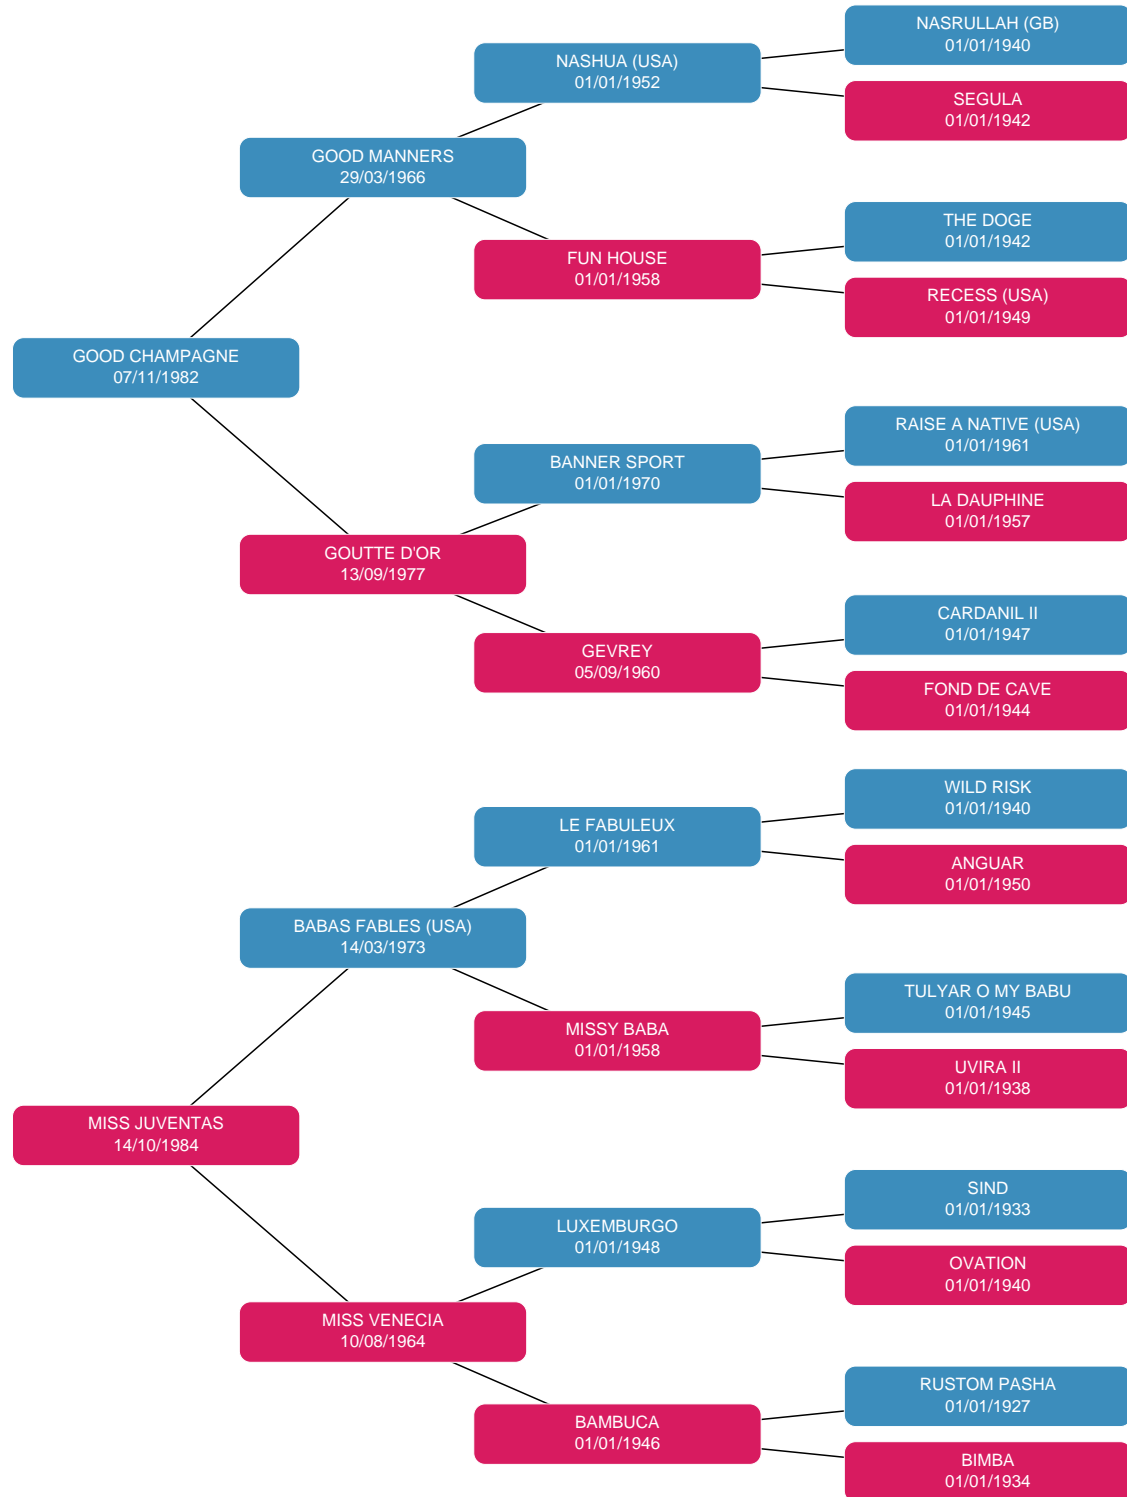 NASRULLAH (GB)
01/01/1940
NASHUA (USA)
01/01/1952
SEGULA
01/01/1942
GOOD MANNERS
29/03/1966
THE DOGE
01/01/1942
FUN HOUSE
01/01/1958
RECESS (USA)
01/01/1949
GOOD CHAMPAGNE
07/11/1982
RAISE A NATIVE (USA)
01/01/1961
BANNER SPORT
01/01/1970
LA DAUPHINE
01/01/1957
GOUTTE D'OR
13/09/1977
CARDANIL II
01/01/1947
GEVREY
05/09/1960
FOND DE CAVE
01/01/1944
WILD RISK
01/01/1940
LE FABULEUX
01/01/1961
ANGUAR
01/01/1950
BABAS FABLES (USA)
14/03/1973
TULYAR O MY BABU
01/01/1945
MISSY BABA
01/01/1958
UVIRA II
01/01/1938
MISS JUVENTAS
14/10/1984
SIND
01/01/1933
LUXEMBURGO
01/01/1948
OVATION
01/01/1940
MISS VENECIA
10/08/1964
RUSTOM PASHA
01/01/1927
BAMBUCA
01/01/1946
BIMBA
01/01/1934